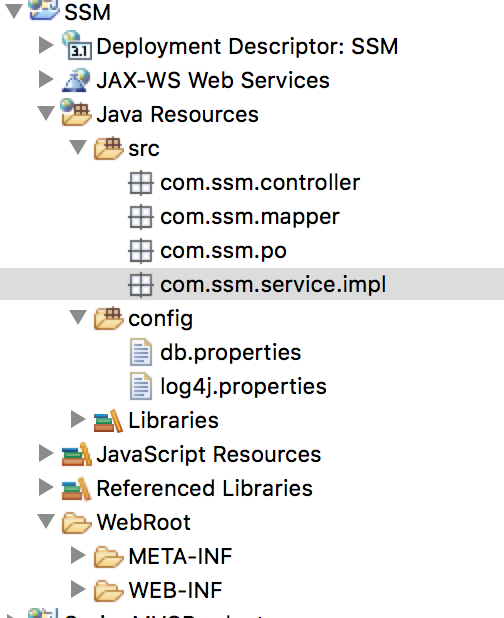 SSM
3.1 Deployment Descriptor: SSM
JAX-WS Web Services
Java Resources
src
com.ssm.controller
com.ssm.mapper
com.ssm.po
com.ssm.service.impl
config
db.properties
log4j.properties
Libraries
JavaScript Resources
Referenced Libraries
WebRoot
META-INF
WEB-INF